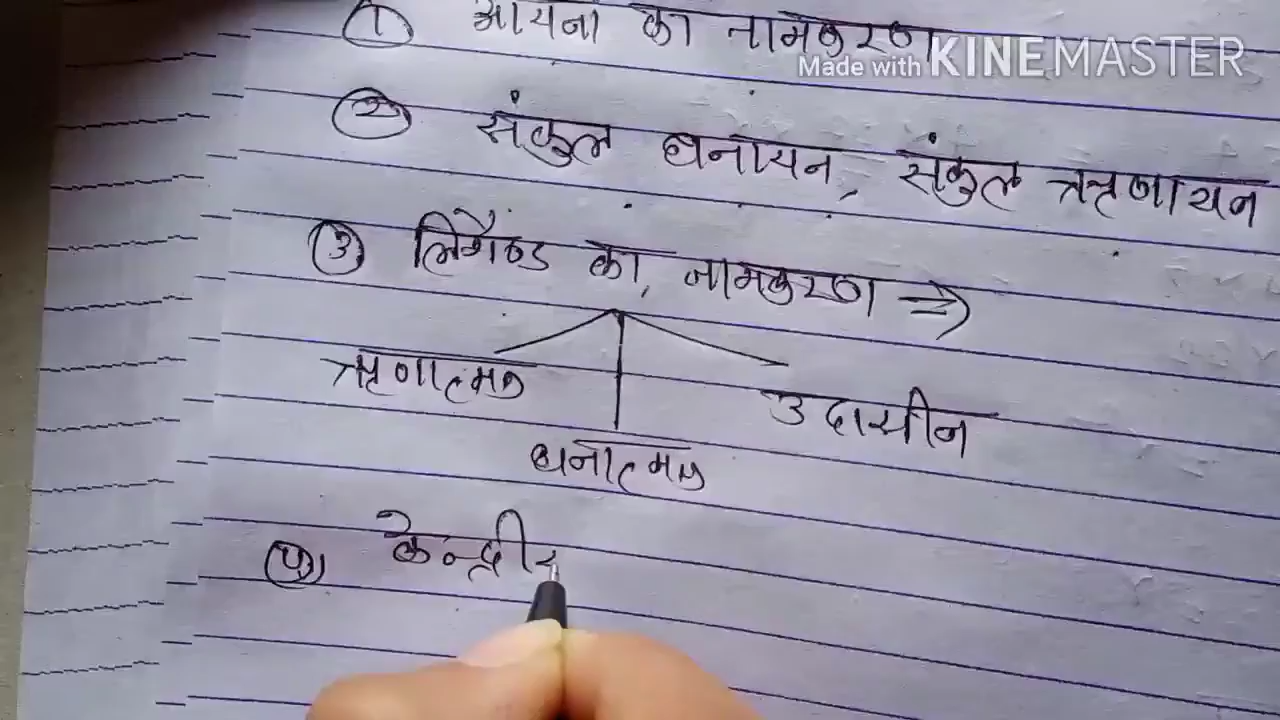 ① आयनों का नामकरण
Made with KINEMASTER
② संकुल धनायन, संकुल ऋणायन
③ लिगैण्ड का, नामकरण ⇒
ऋणात्मक
उदासीन
धनात्मक
④ केन्द्रीय